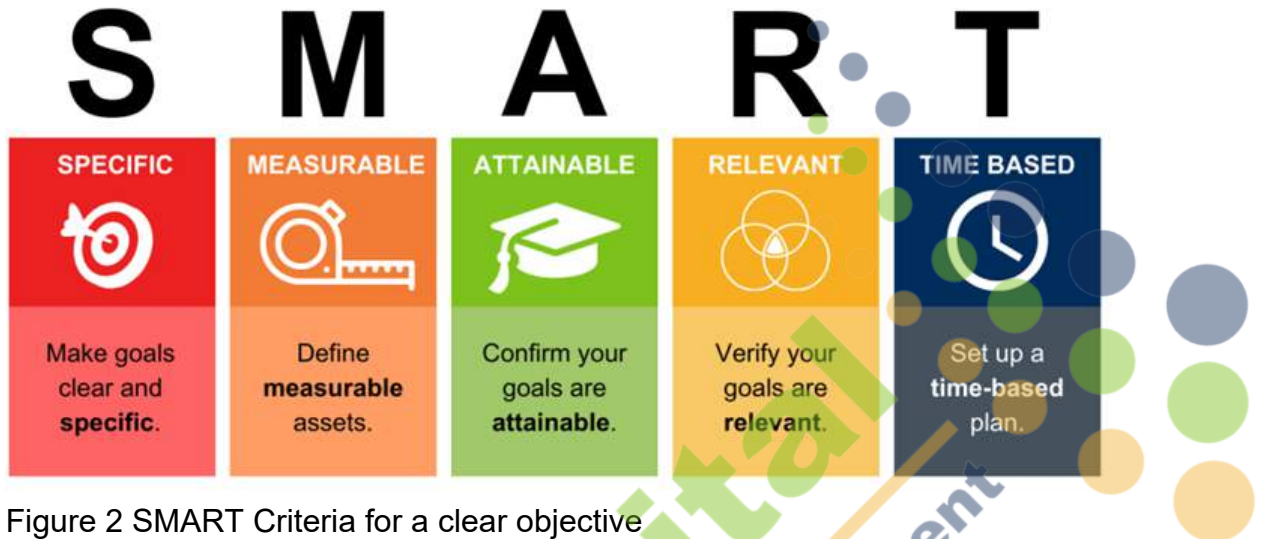 S M A R T
SPECIFIC
Make goals
clear and
specific.
MEASURABLE
Define
measurable
assets.
ATTAINABLE
Confirm your
goals are
attainable.
RELEVANT
Verify your
goals are
relevant.
TIME BASED
Set up a
time-based
plan.
Figure 2 SMART Criteria for a clear objective